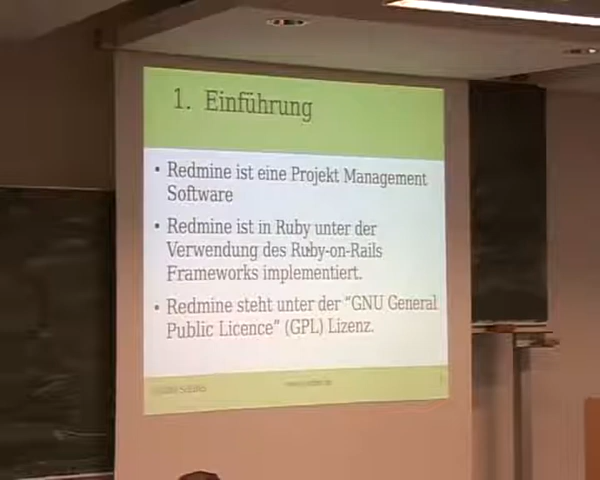 1. Einführung
• Redmine ist eine Projekt Management
Software
• Redmine ist in Ruby unter der
Verwendung des Ruby-on-Rails
Frameworks implementiert.
• Redmine steht unter der “GNU General
Public Licence” (GPL) Lizenz.